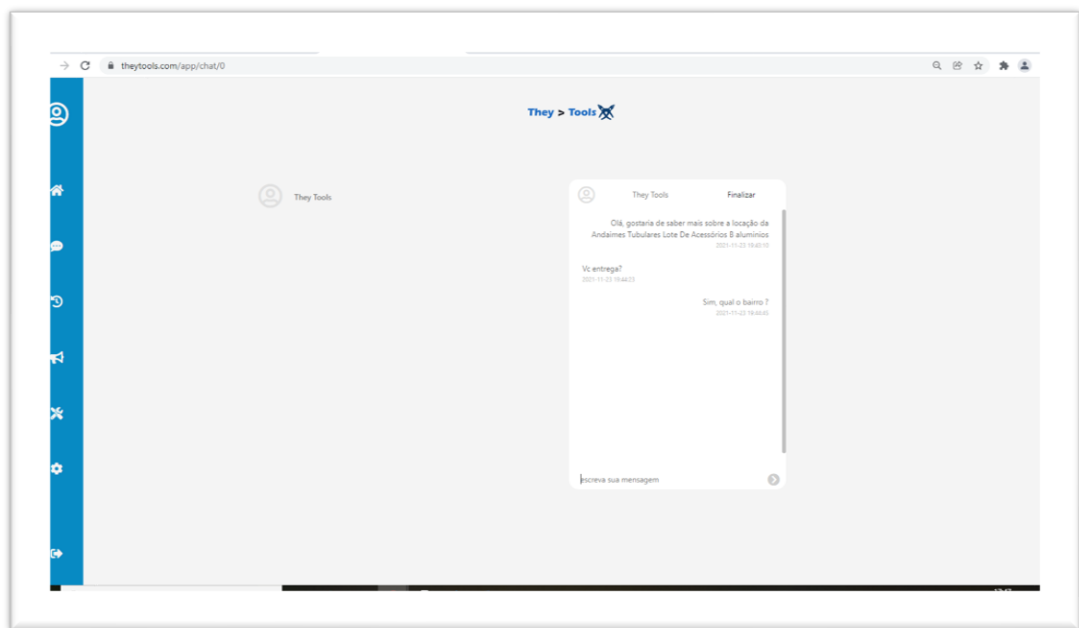 theytools.com/app/chat/0
They > Tools
They Tools
They Tools Finalizar
Olá, gostaria de saber mais sobre a locação da
Andaimes Tubulares Lote De Acessórios B aluminios
Vc entrega?
Sim, qual o bairro ?
escreva sua mensagem